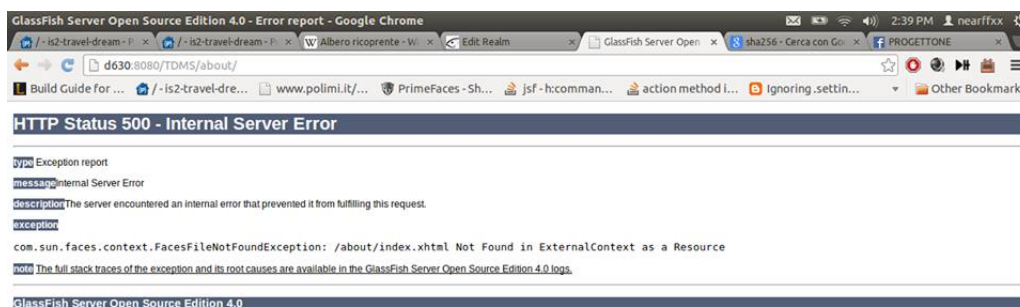 GlassFish Server Open Source Edition 4.0 - Error report - Google Chrome
2:39 PM nearffxx
/ - is2-travel-dream - P
/ - is2-travel-dream - P
Albero ricoprente - Wi
Edit Realm
GlassFish Server Open
sha256 - Cerca con Go
PROGETTONE
d630:8080/TDMS/about/
Build Guide for ...
/ - is2-travel-dre...
www.polimi.it/...
PrimeFaces - Sh...
jsf - h:comman...
action method i...
Ignoring .settin...
Other Bookmark
HTTP Status 500 - Internal Server Error
type Exception report
messageInternal Server Error
descriptionThe server encountered an internal error that prevented it from fulfilling this request.
exception
com.sun.faces.context.FacesFileNotFoundException: /about/index.xhtml Not Found in ExternalContext as a Resource
note The full stack traces of the exception and its root causes are available in the GlassFish Server Open Source Edition 4.0 logs.
GlassFish Server Open Source Edition 4.0